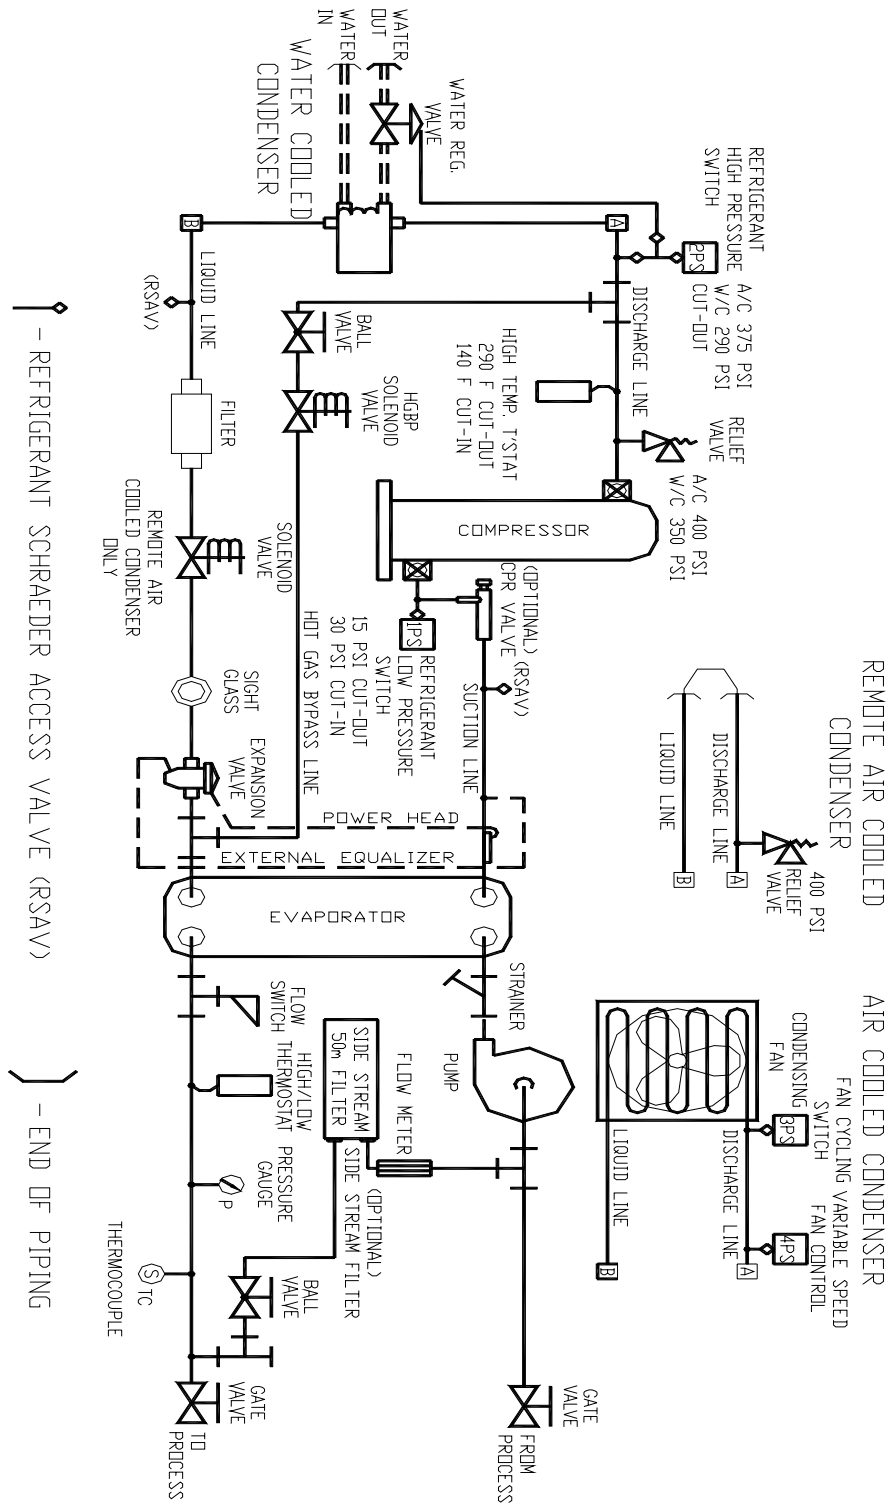 WATER
OUT
WATER
IN
WATER COOLED
CONDENSER
WATER REG.
VALVE
REFRIGERANT
HIGH PRESSURE
SWITCH
A/C 375 PSI
W/C 290 PSI
CUT-OUT
2PS
A
B
DISCHARGE LINE
LIQUID LINE
(RSAV)
BALL
VALVE
HGBP
SOLENOID
VALVE
HIGH TEMP. T'STAT
290 F CUT-OUT
140 F CUT-IN
RELIEF
VALVE
A/C 400 PSI
W/C 350 PSI
FILTER
COMPRESSOR
SOLENOID
VALVE
REMOTE AIR
COOLED CONDENSER
ONLY
(OPTIONAL)
CPR VALVE
(RSAV)
1PS
REFRIGERANT
LOW PRESSURE
SWITCH
15 PSI CUT-OUT
30 PSI CUT-IN
SUCTION LINE
HOT GAS BYPASS LINE
SIGHT
GLASS
EXPANSION
VALVE
POWER HEAD
EXTERNAL EQUALIZER
EVAPORATOR
STRAINER
PUMP
FLOW
SWITCH
HIGH/LOW
THERMOSTAT
SIDE STREAM
50m FILTER
FLOW METER
PRESSURE
GAUGE
P
(OPTIONAL)
SIDE STREAM FILTER
S
TC
THERMOCOUPLE
BALL
VALVE
GATE
VALVE
TO
PROCESS
GATE
VALVE
FROM
PROCESS
REMOTE AIR COOLED
CONDENSER
DISCHARGE LINE
LIQUID LINE
400 PSI
RELIEF
VALVE
A
B
AIR COOLED CONDENSER
CONDENSING
FAN
FAN CYCLING
SWITCH
3PS
VARIABLE SPEED
FAN CONTROL
4PS
DISCHARGE LINE
LIQUID LINE
A
B
- REFRIGERANT SCHRAEDER ACCESS VALVE (RSAV)
- END OF PIPING